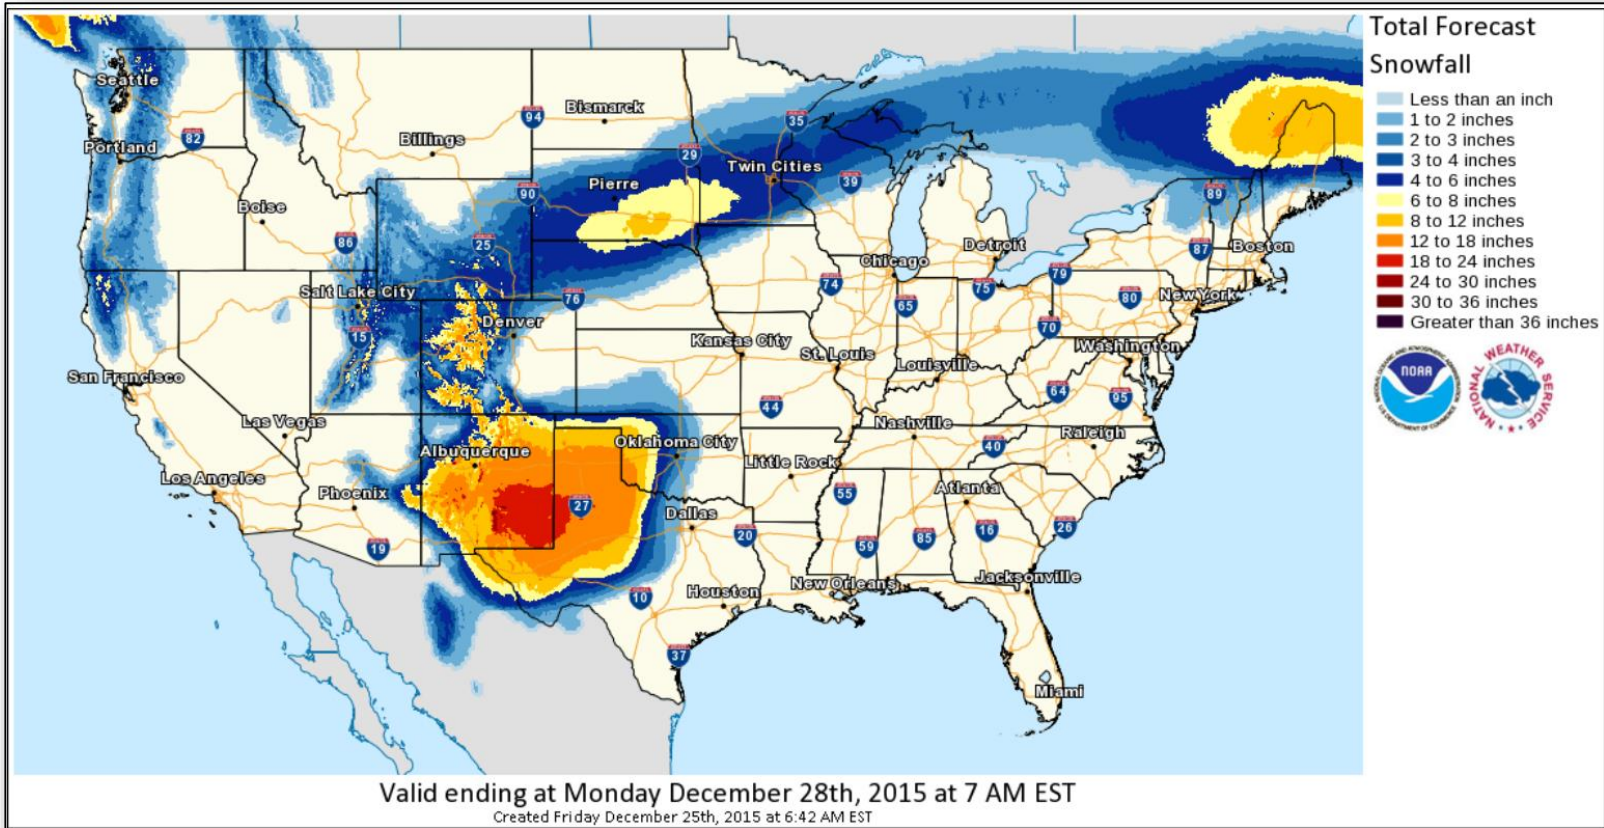 Total Forecast
Snowfall
Less than an inch
1 to 2 inches
2 to 3 inches
3 to 4 inches
4 to 6 inches
6 to 8 inches
8 to 12 inches
12 to 18 inches
18 to 24 inches
24 to 30 inches
30 to 36 inches
Greater than 36 inches
NOAA
NATIONAL WEATHER SERVICE
Seattle
Bismarck
94
35
82
Billings
Portland
29
Twin Cities
Pierre
39
90
89
Boise
86
25
Detroit
87
Boston
Chicago
79
Salt Lake City
76
74
75
65
80
New York
Denver
15
70
Kansas City
St. Louis
Washington
Louisville
San Francisco
64
95
44
Las Vegas
Nashville
Raleigh
Oklahoma City
40
Albuquerque
Little Rock
Los Angeles
Phoenix
Atlanta
55
27
Dallas
20
16
26
19
59
85
New Orleans
Jacksonville
10
Houston
37
Miami
Valid ending at Monday December 28th, 2015 at 7 AM EST
Created Friday December 25th, 2015 at 6:42 AM EST